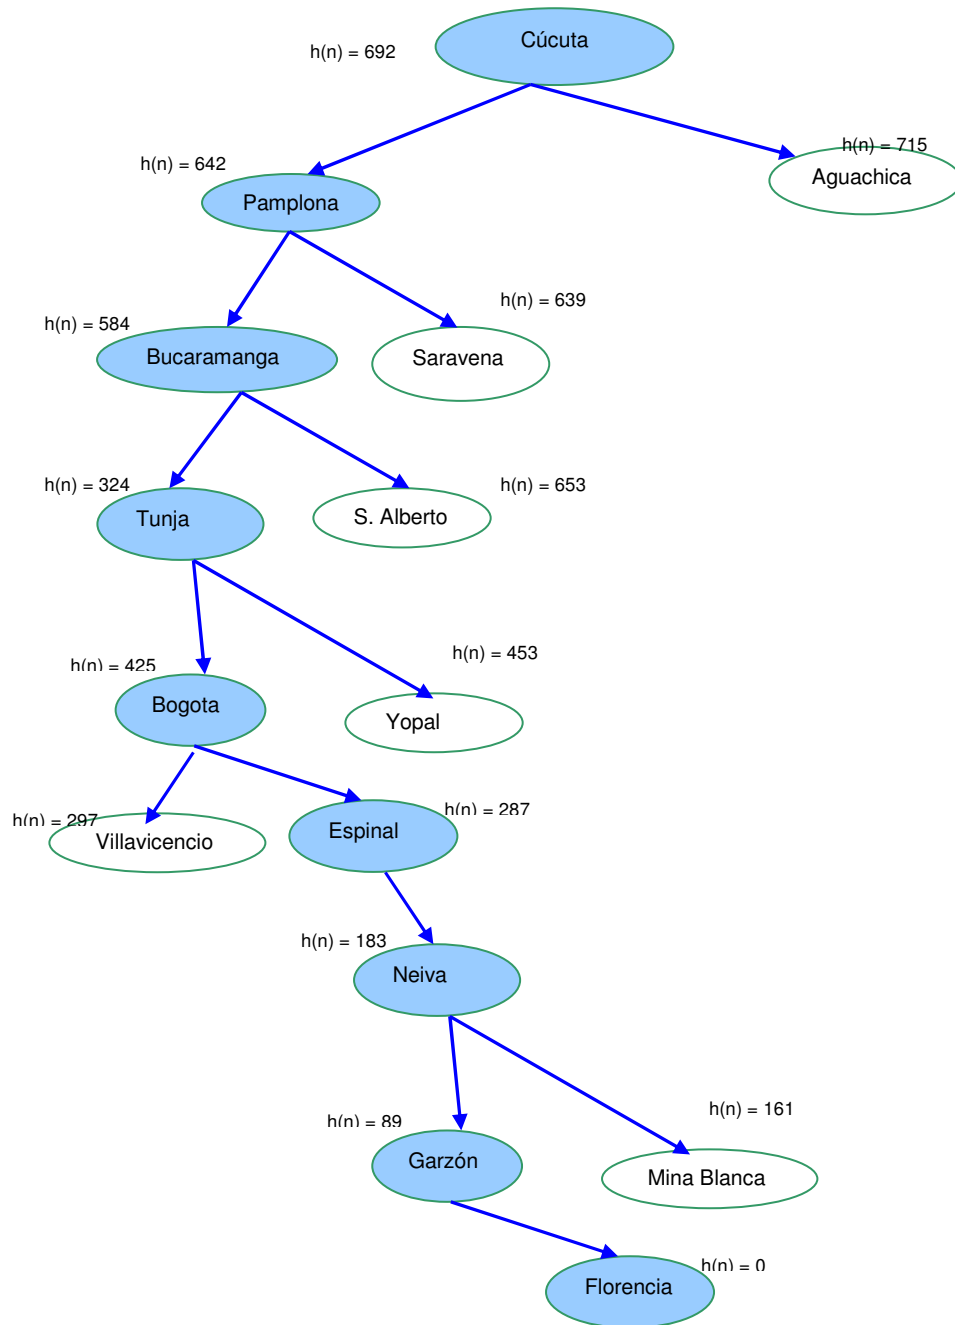 Cúcuta
h(n) = 692
h(n) = 715
Aguachica
h(n) = 642
Pamplona
h(n) = 639
h(n) = 584
Bucaramanga
Saravena
h(n) = 324
h(n) = 653
Tunja
S. Alberto
h(n) = 453
h(n) = 425
Bogota
Yopal
h(n) = 297
h(n) = 287
Villavicencio
Espinal
h(n) = 183
Neiva
h(n) = 161
h(n) = 89
Garzón
Mina Blanca
h(n) = 0
Florencia